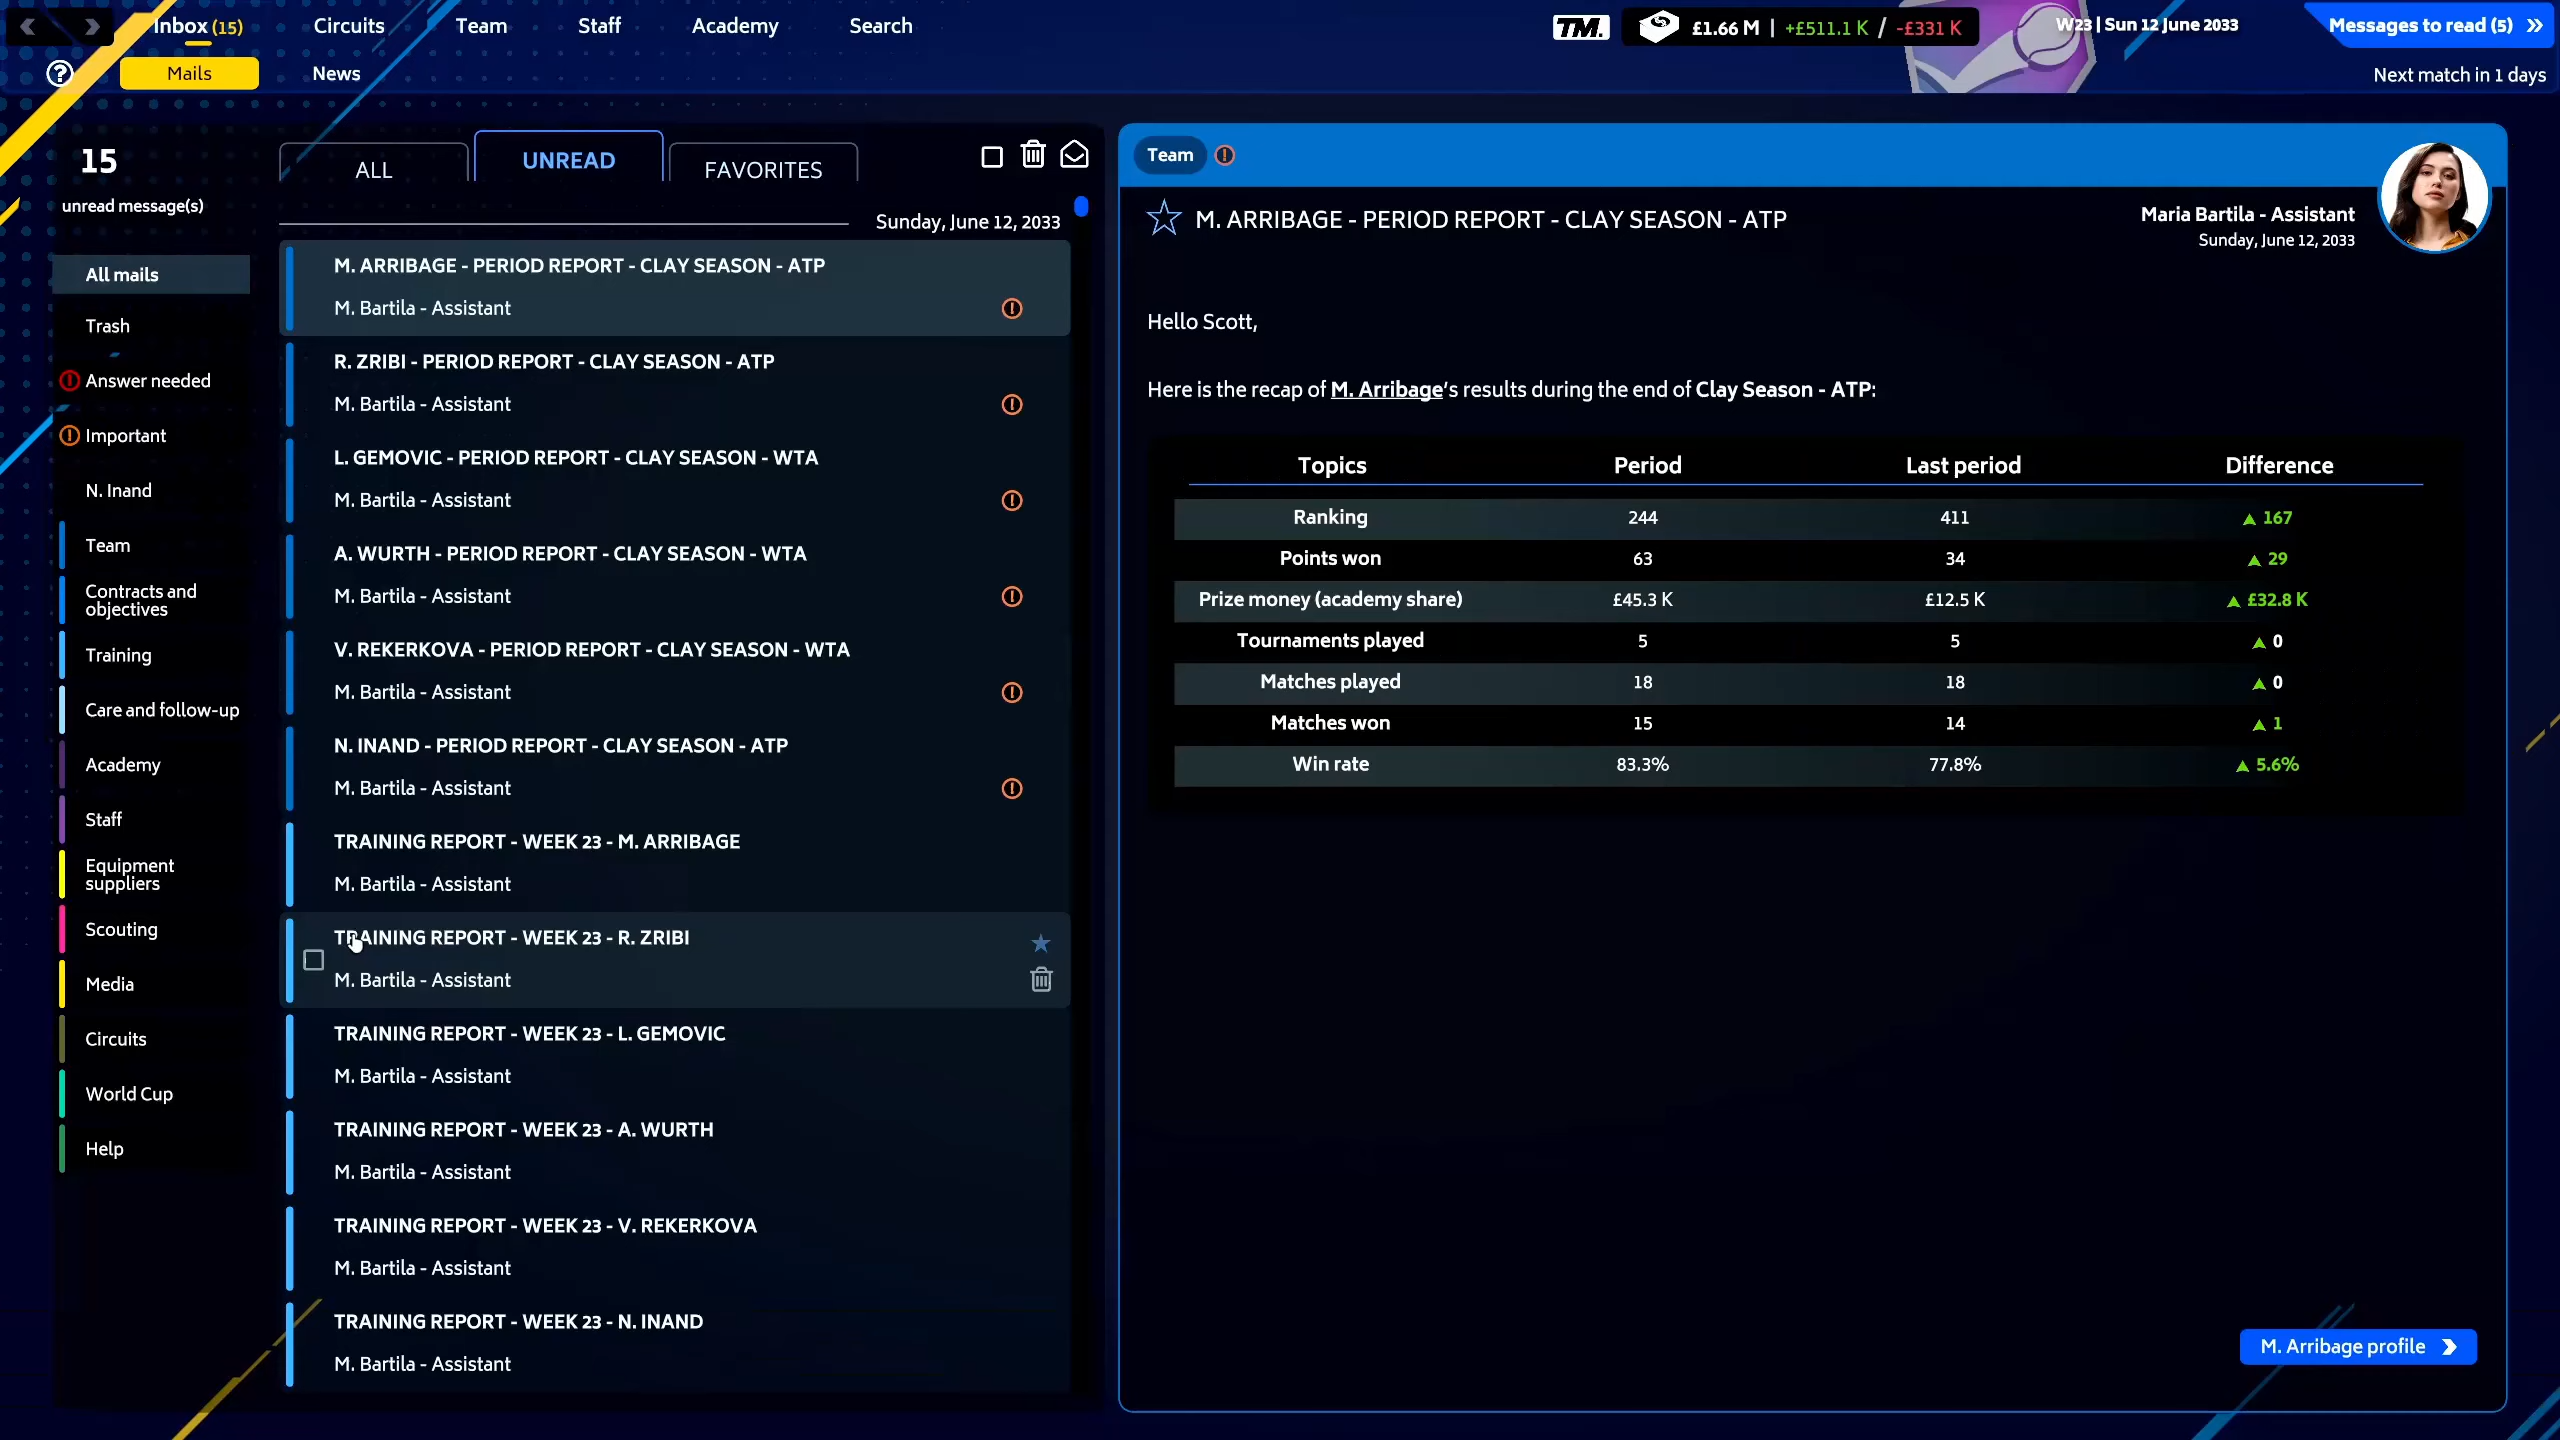 Inbox (15)
Circuits
Team
Staff
Academy
Search
TM.
£1.66 M | +£511.1 K / -£331 K
W23 | Sun 12 June 2033
Messages to read (5)
?
Mails
News
Next match in 1 days
15
unread message(s)
All mails
Trash
Answer needed
Important
N. Inand
Team
Contracts and
objectives
Training
Care and follow-up
Academy
Staff
Equipment
suppliers
Scouting
Media
Circuits
World Cup
Help
ALL
UNREAD
FAVORITES
Sunday, June 12, 2033
M. ARRIBAGE - PERIOD REPORT - CLAY SEASON - ATP
M. Bartila - Assistant
R. ZRIBI - PERIOD REPORT - CLAY SEASON - ATP
M. Bartila - Assistant
L. GEMOVIC - PERIOD REPORT - CLAY SEASON - WTA
M. Bartila - Assistant
A. WURTH - PERIOD REPORT - CLAY SEASON - WTA
M. Bartila - Assistant
V. REKERKOVA - PERIOD REPORT - CLAY SEASON - WTA
M. Bartila - Assistant
N. INAND - PERIOD REPORT - CLAY SEASON - ATP
M. Bartila - Assistant
TRAINING REPORT - WEEK 23 - M. ARRIBAGE
M. Bartila - Assistant
TRAINING REPORT - WEEK 23 - R. ZRIBI
M. Bartila - Assistant
TRAINING REPORT - WEEK 23 - L. GEMOVIC
M. Bartila - Assistant
TRAINING REPORT - WEEK 23 - A. WURTH
M. Bartila - Assistant
TRAINING REPORT - WEEK 23 - V. REKERKOVA
M. Bartila - Assistant
TRAINING REPORT - WEEK 23 - N. INAND
M. Bartila - Assistant
Team
M. ARRIBAGE - PERIOD REPORT - CLAY SEASON - ATP
Maria Bartila - Assistant
Sunday, June 12, 2033
Hello Scott,
Here is the recap of M. Arribage's results during the end of Clay Season - ATP:
Topics Period Last period Difference
Ranking 244 411 ▲ 167
Points won 63 34 ▲ 29
Prize money (academy share) £45.3 K £12.5 K ▲ £32.8 K
Tournaments played 5 5 ▲ 0
Matches played 18 18 ▲ 0
Matches won 15 14 ▲ 1
Win rate 83.3% 77.8% ▲ 5.6%
M. Arribage profile